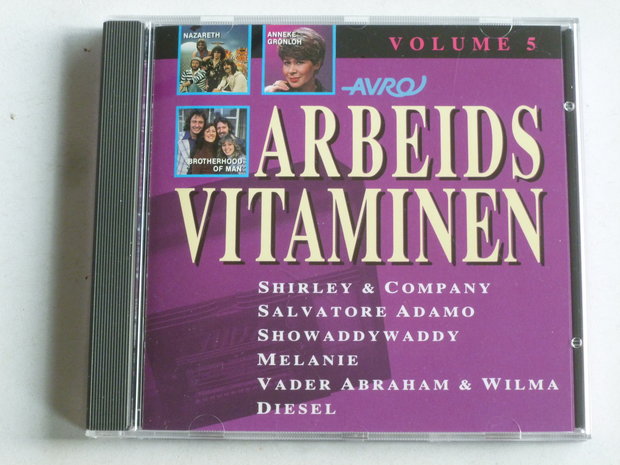 NAZARETH
ANNEKE
GRÖNLOH
VOLUME 5
AVRO
BROTHERHOOD
OF MAN
ARBEIDS
VITAMINEN
SHIRLEY & COMPANY
SALVATORE ADAMO
SHOWADDYWADDY
MELANIE
VADER ABRAHAM & WILMA
DIESEL